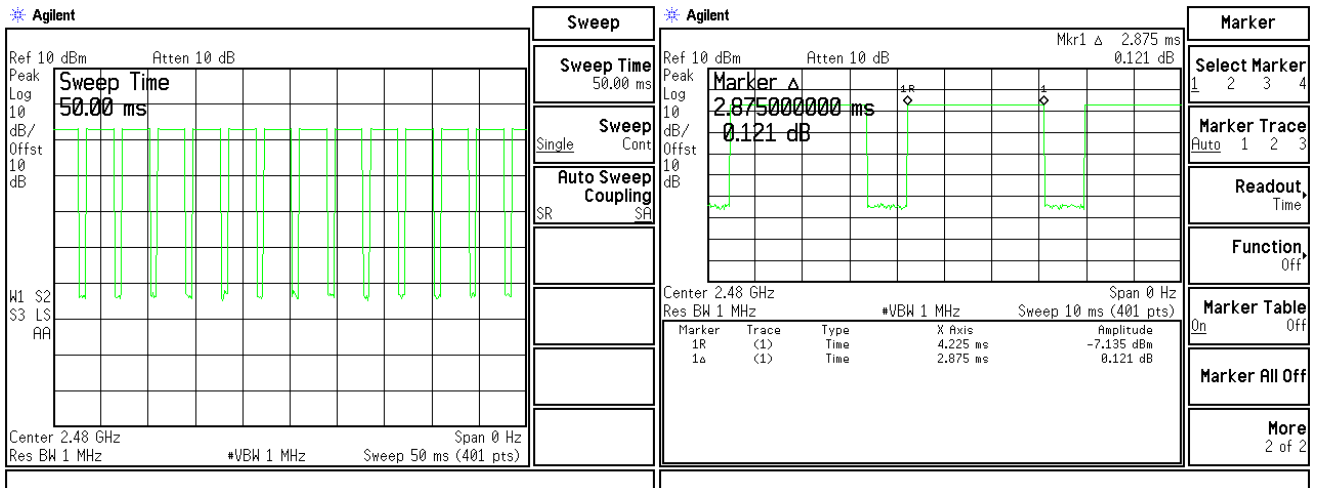 Agilent
Sweep
Ref 10 dBm Atten 10 dB
Peak
Log
10
dB/
Offst
10
dB
Sweep Time
50.00 ms
W1 S2
S3 LS
AA
Center 2.48 GHz Span 0 Hz
Res BW 1 MHz #VBW 1 MHz Sweep 50 ms (401 pts)
Sweep Time
50.00 ms
Sweep
Single Cont
Auto Sweep
Coupling
SR SA
Agilent
Marker
Mkr1 Δ 2.875 ms
Ref 10 dBm Atten 10 dB 0.121 dB
Peak
Log
10
dB/
Offst
10
dB
Marker Δ
2.875000000 ms
0.121 dB
1R 1
Center 2.48 GHz Span 0 Hz
Res BW 1 MHz #VBW 1 MHz Sweep 10 ms (401 pts)
Marker Trace Type X Axis Amplitude
1R (1) Time 4.225 ms -7.135 dBm
1Δ (1) Time 2.875 ms 0.121 dB
Select Marker
1 2 3 4
Marker Trace
Auto 1 2 3
Readout
Time
Function
Off
Marker Table
On Off
Marker All Off
More
2 of 2